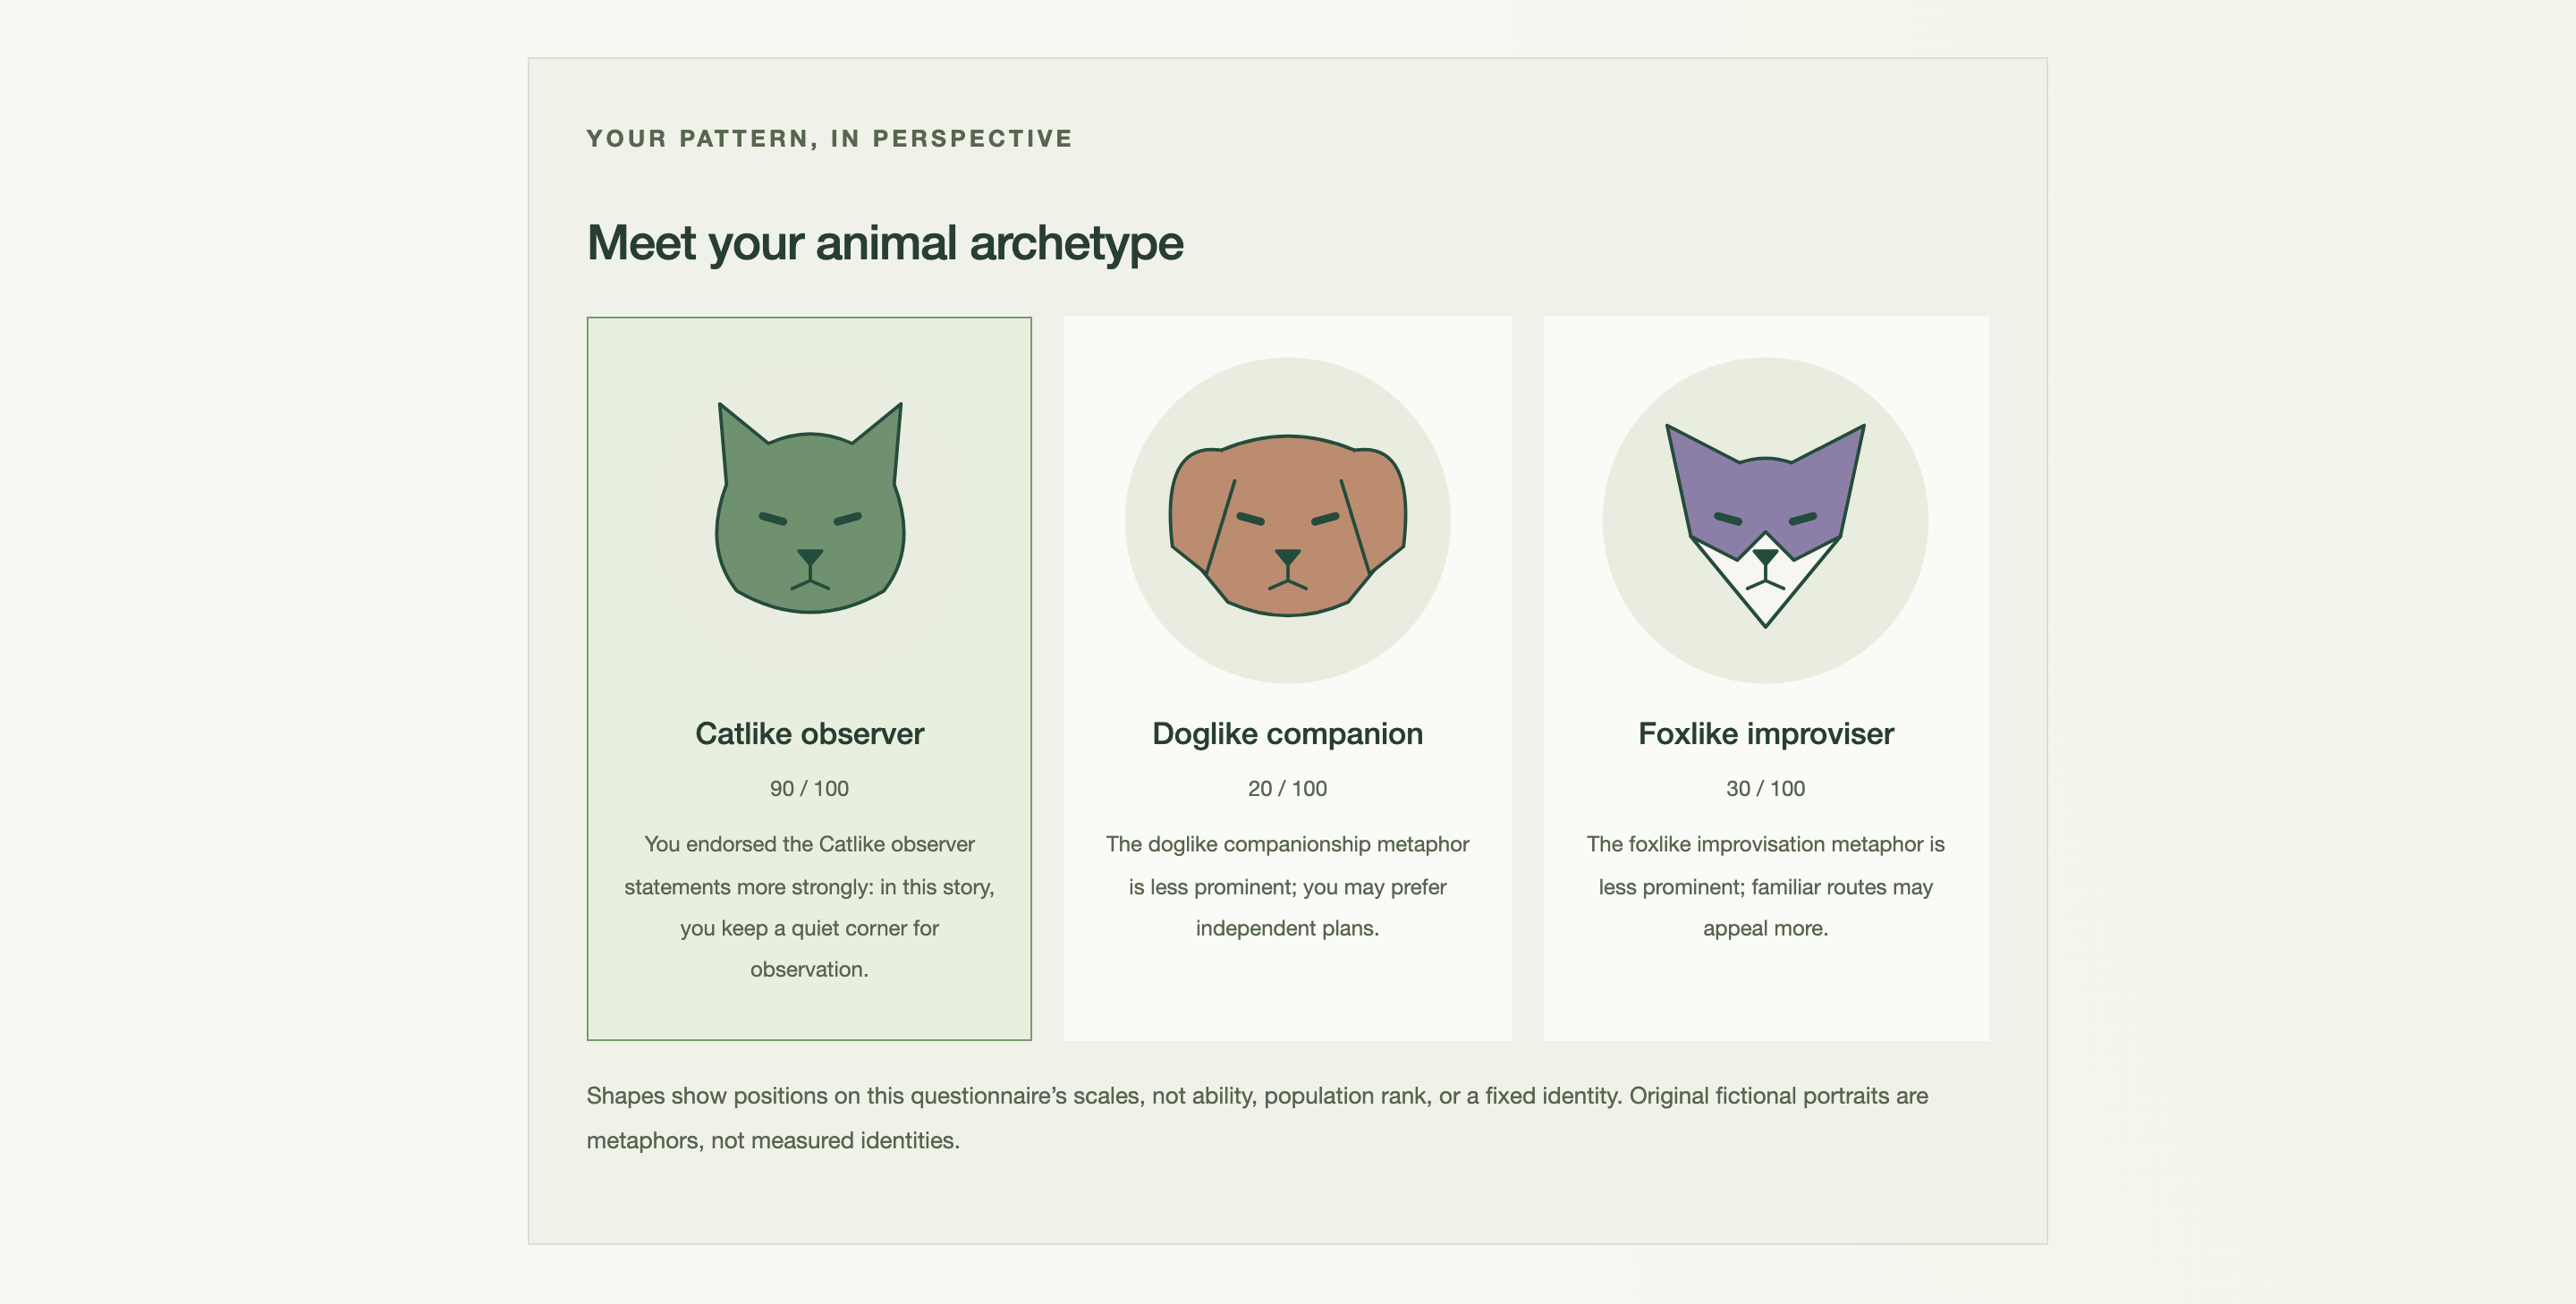 YOUR PATTERN, IN PERSPECTIVE
Meet your animal archetype
Catlike observer
90 / 100
You endorsed the Catlike observer
statements more strongly: in this story,
you keep a quiet corner for
observation.
Doglike companion
20 / 100
The doglike companionship metaphor
is less prominent; you may prefer
independent plans.
Foxlike improviser
30 / 100
The foxlike improvisation metaphor is
less prominent; familiar routes may
appeal more.
Shapes show positions on this questionnaire’s scales, not ability, population rank, or a fixed identity. Original fictional portraits are
metaphors, not measured identities.